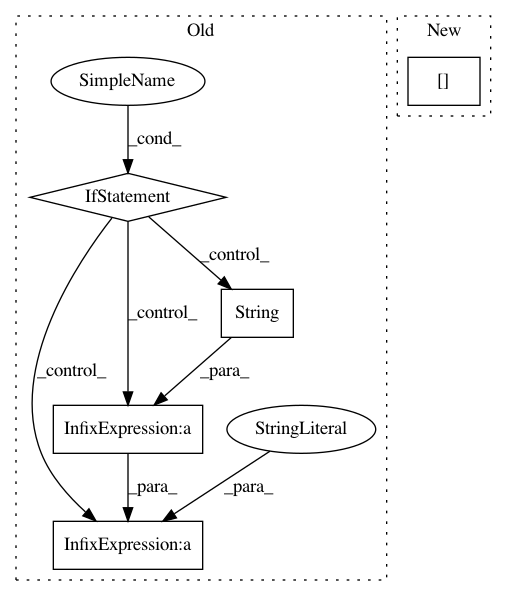 Old
New
SimpleName
[]
_cond_
IfStatement
_control_
String
_control_
_control_
_para_
InfixExpression:a
StringLiteral
_para_
_para_
InfixExpression:a